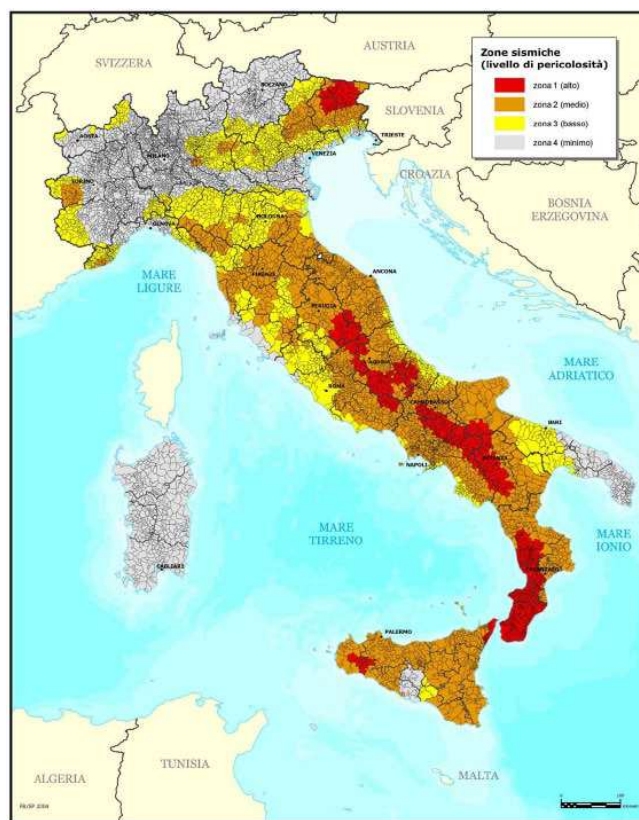 SVIZZERA
AUSTRIA
Zone sismiche
(livello di pericolosità)
zona 1 (alto)
zona 2 (medio)
zona 3 (basso)
zona 4 (minimo)
BOLZANO
SLOVENIA
AOSTA
MILANO
TRIESTE
VENEZIA
CROAZIA
TORINO
BOSNIA
ERZEGOVINA
BOLOGNA
GENOVA
MARE
LIGURE
FIRENZE
ANCONA
PERUGIA
MARE
ADRIATICO
L'AQUILA
ROMA
CAMPOBASSO
BARI
NAPOLI
POTENZA
MARE
TIRRENO
MARE
IONIO
CAGLIARI
CATANZARO
PALERMO
ALGERIA
TUNISIA
MALTA